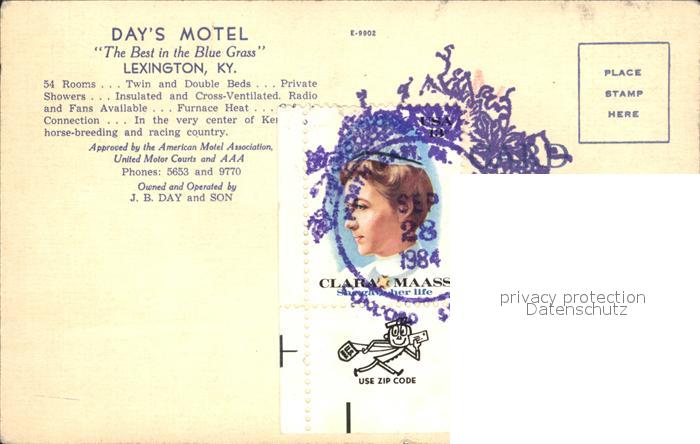 DAY'S MOTEL
"The Best in the Blue Grass"
LEXINGTON, KY.
54 Rooms . . . Twin and Double Beds . . . Private
Showers . . . Insulated and Cross-Ventilated. Radio
and Fans Available . . . Furnace Heat . . .
Connection . . . In the very center of
horse-breeding and racing country.
Approved by the American Motel Association,
United Motor Courts and AAA
Phones: 5653 and 9770
Owned and Operated by
J. B. DAY and SON
E-9902
PLACE
STAMP
HERE
USA
13
SEP
28
1984
CLARA MAASS
her life
USE ZIP CODE
privacy protection
Datenschutz